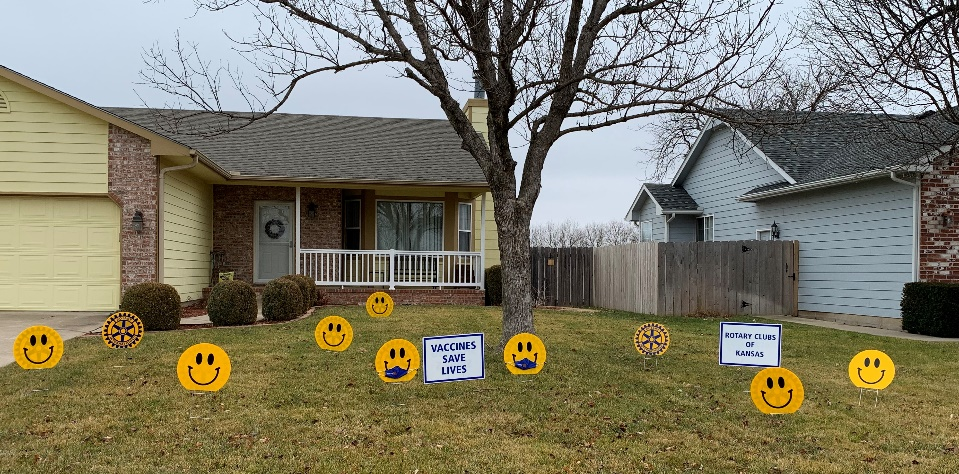 VACCINES
SAVE
LIVES
ROTARY CLUBS
OF
KANSAS